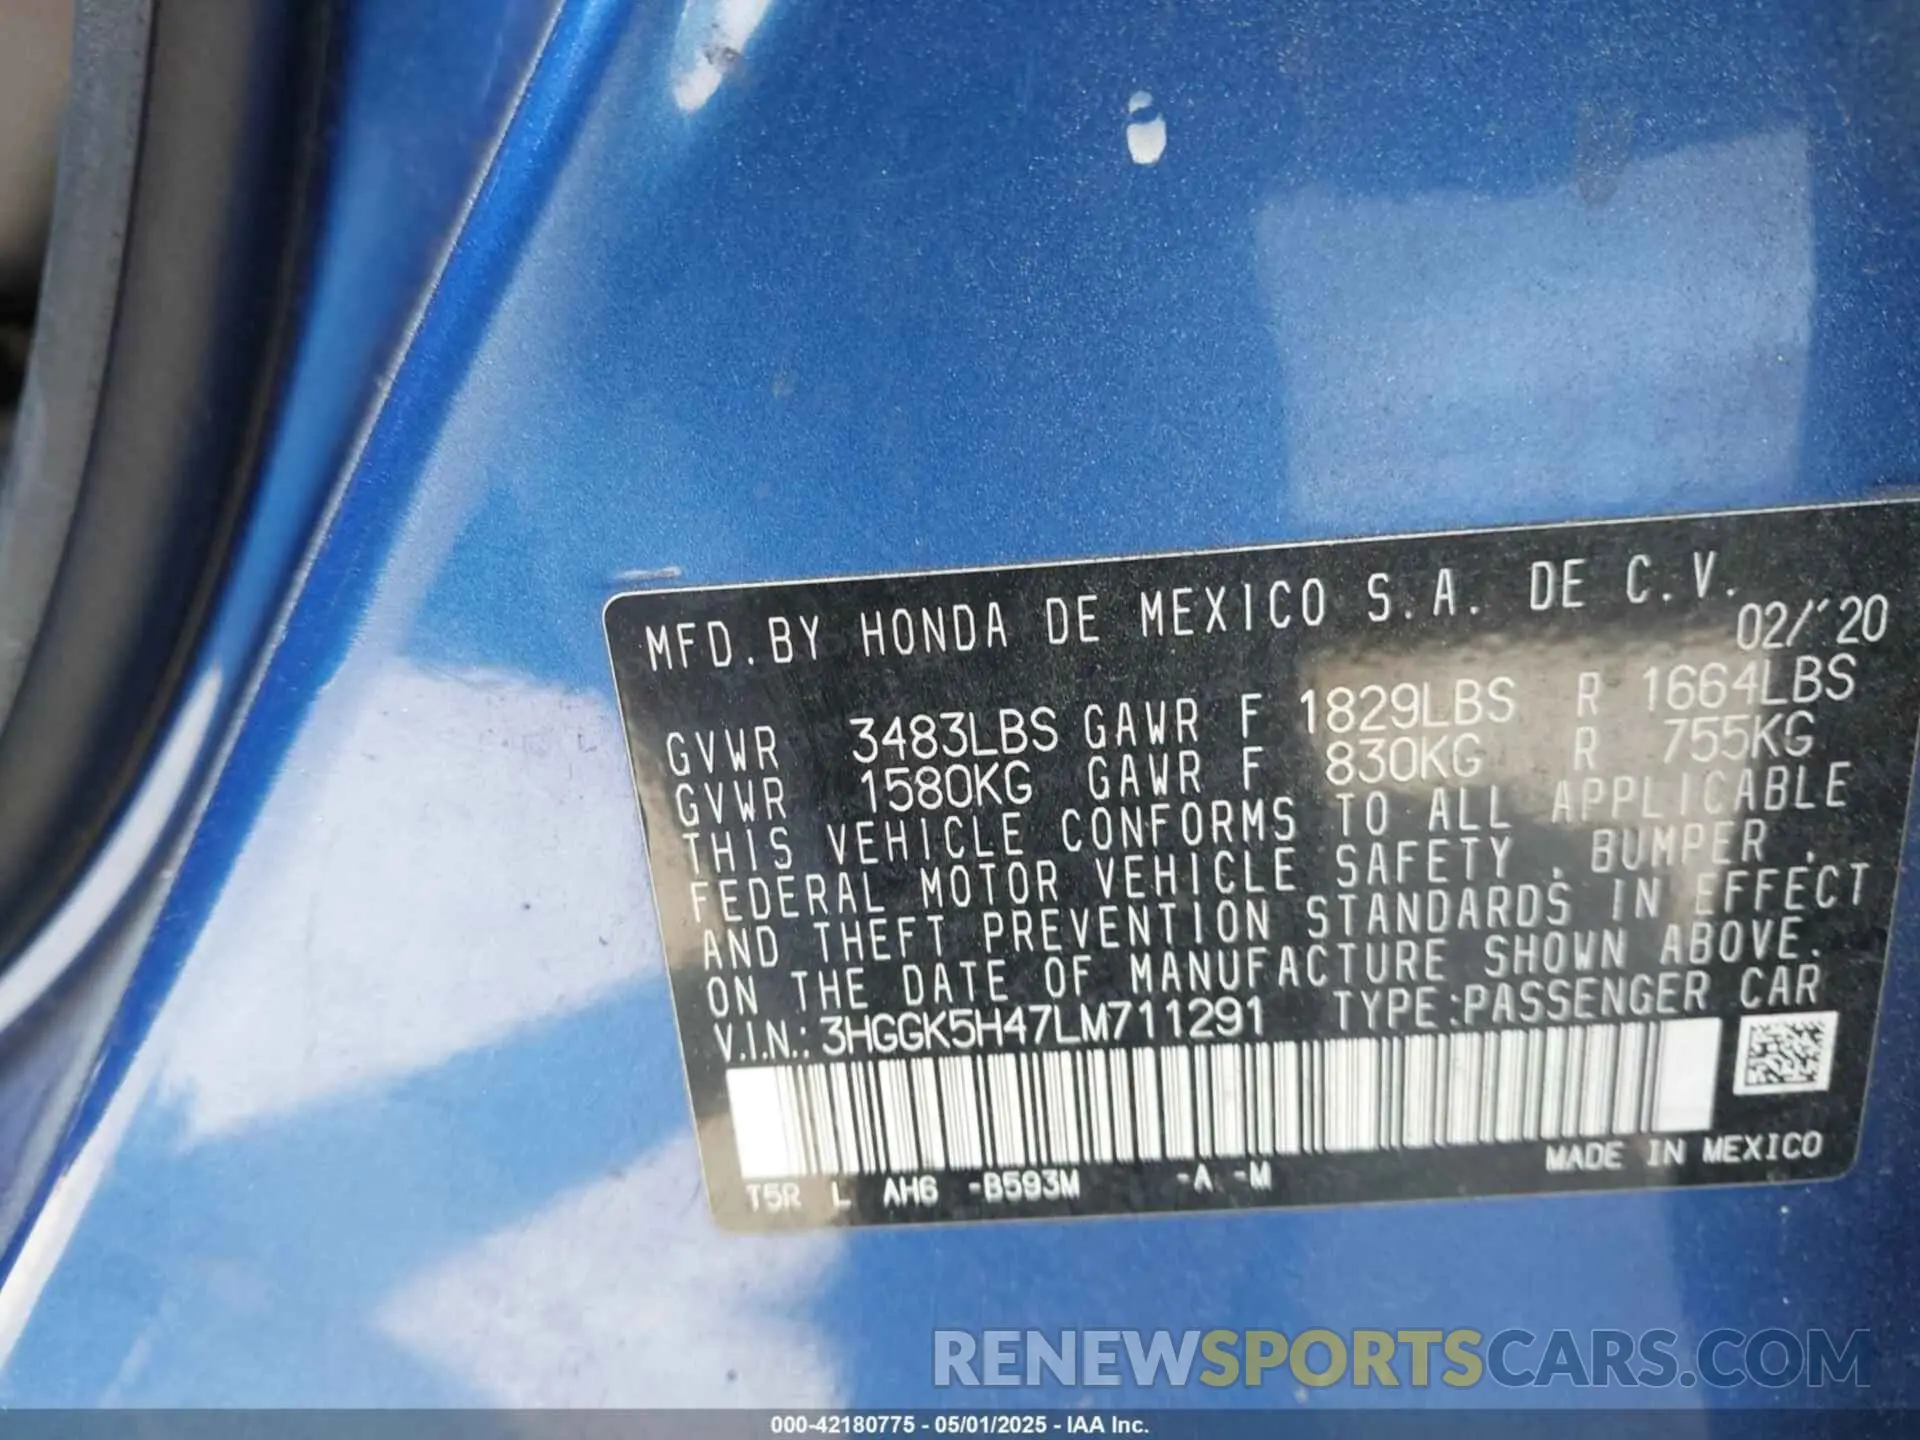 MFD.BY HONDA DE MEXICO S.A. DE C.V.
02/'20
GVWR 3483LBS GAWR F 1829LBS R 1664LBS
GVWR 1580KG GAWR F 830KG R 755KG
THIS VEHICLE CONFORMS TO ALL APPLICABLE
FEDERAL MOTOR VEHICLE SAFETY , BUMPER ,
AND THEFT PREVENTION STANDARDS IN EFFECT
ON THE DATE OF MANUFACTURE SHOWN ABOVE.
V.I.N.: 3HGGK5H47LM711291 TYPE:PASSENGER CAR
MADE IN MEXICO
T5R L AH6 -B593M -A -M
RENEWSPORTSCARS.COM
000-42180775 - 05/01/2025 - IAA Inc.